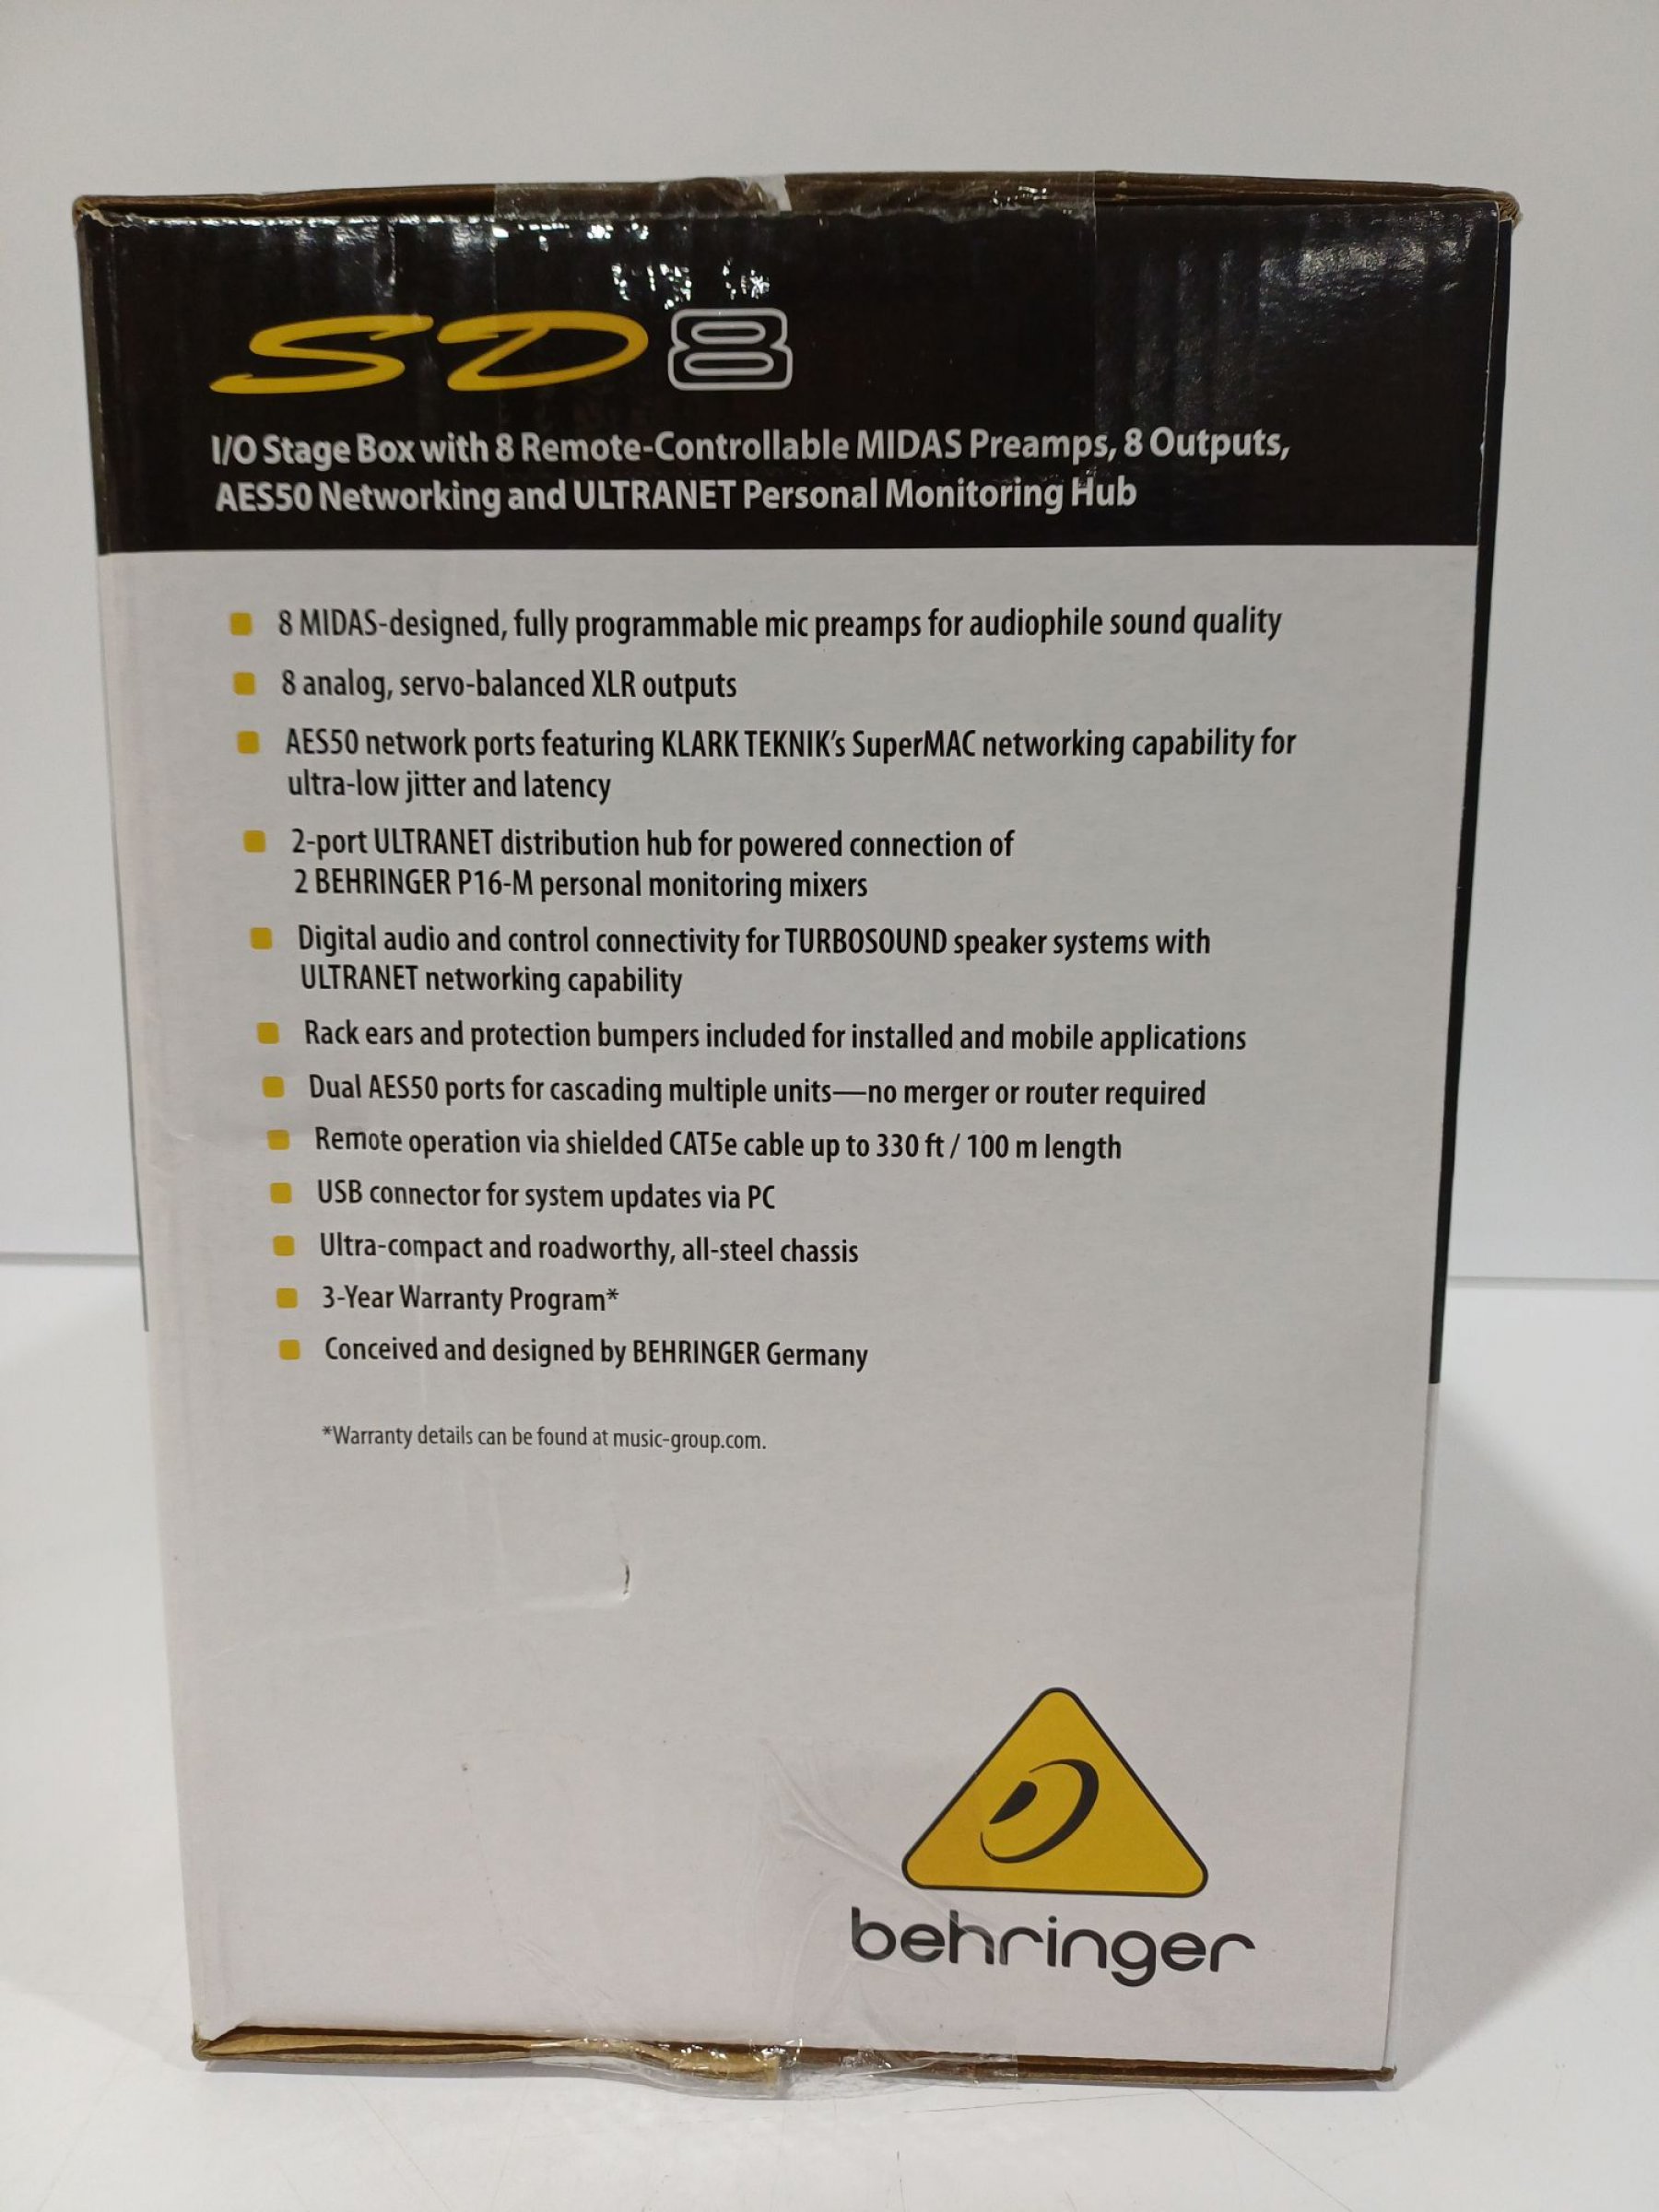 SD8
I/O Stage Box with 8 Remote-Controllable MIDAS Preamps, 8 Outputs,
AES50 Networking and ULTRANET Personal Monitoring Hub
8 MIDAS-designed, fully programmable mic preamps for audiophile sound quality
8 analog, servo-balanced XLR outputs
AES50 network ports featuring KLARK TEKNIK's SuperMAC networking capability for
ultra-low jitter and latency
2-port ULTRANET distribution hub for powered connection of
2 BEHRINGER P16-M personal monitoring mixers
Digital audio and control connectivity for TURBOSOUND speaker systems with
ULTRANET networking capability
Rack ears and protection bumpers included for installed and mobile applications
Dual AES50 ports for cascading multiple units—no merger or router required
Remote operation via shielded CAT5e cable up to 330 ft / 100 m length
USB connector for system updates via PC
Ultra-compact and roadworthy, all-steel chassis
3-Year Warranty Program*
Conceived and designed by BEHRINGER Germany
*Warranty details can be found at music-group.com.
behringer